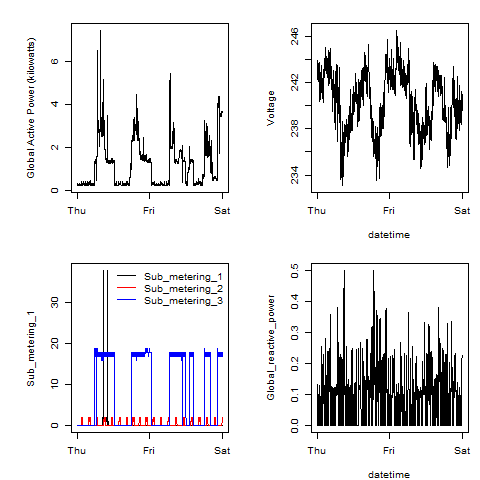 Global Active Power (kilowatts)
0 2 4 6
Thu Fri Sat
Voltage
234 238 242 246
Thu Fri Sat
datetime
Sub_metering_1
0 10 20 30
Sub_metering_1
Sub_metering_2
Sub_metering_3
Thu Fri Sat
Global_reactive_power
0.0 0.1 0.2 0.3 0.4 0.5
Thu Fri Sat
datetime